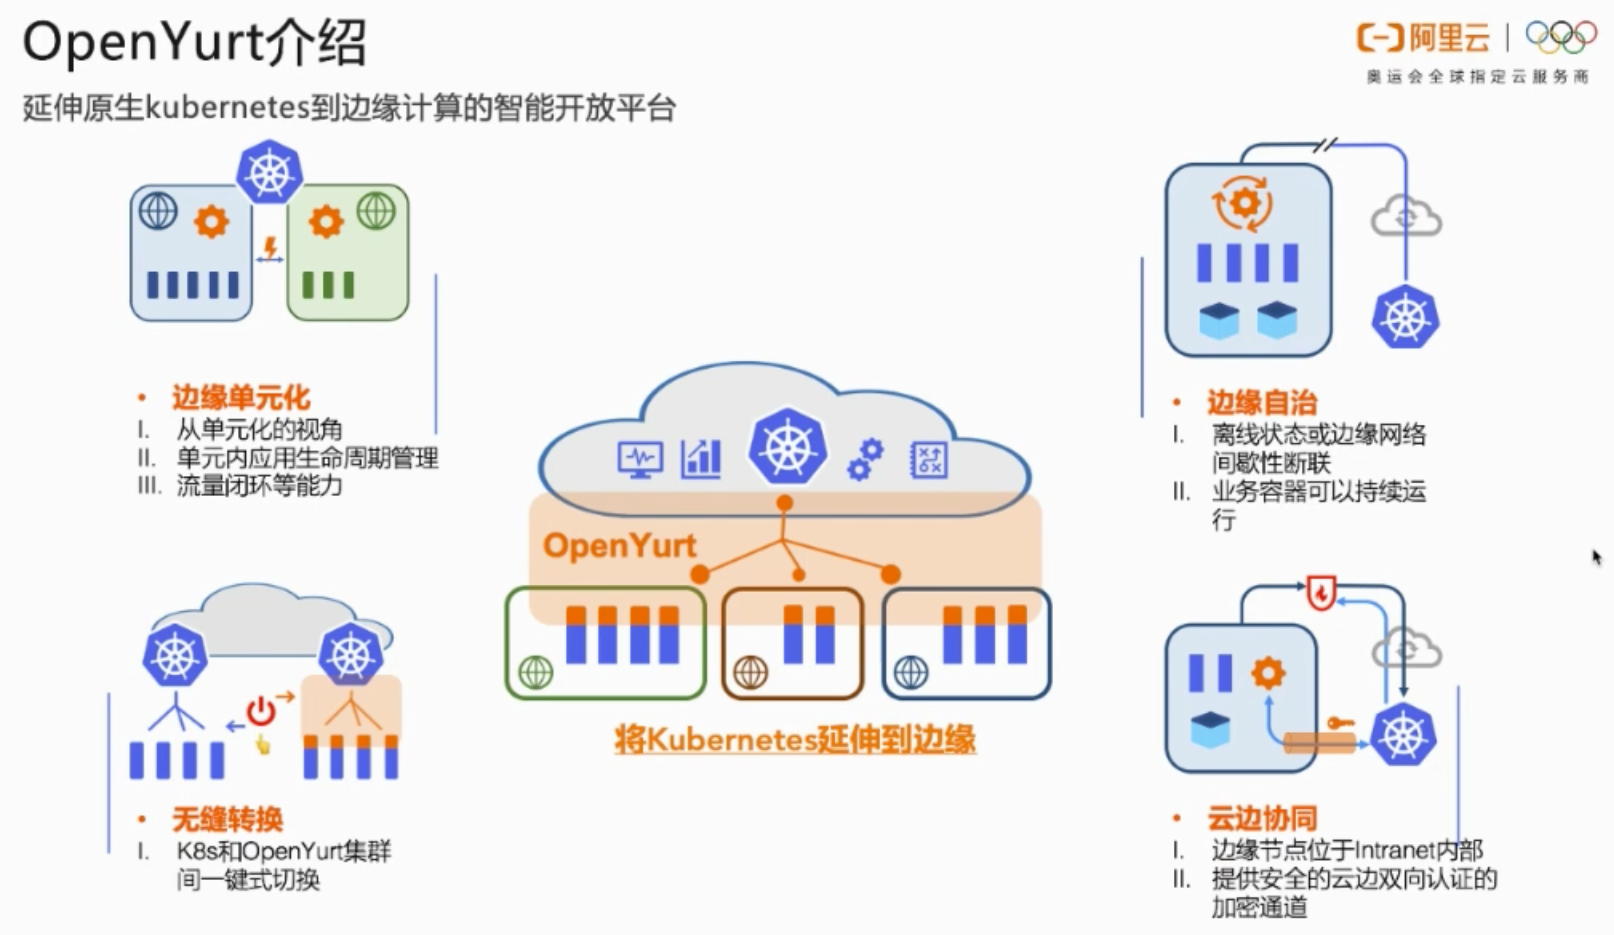 OpenYurt介绍
阿里云
奥运会全球指定云服务商
延伸原生kubernetes到边缘计算的智能开放平台
• 边缘单元化
I. 从单元化的视角
II. 单元内应用生命周期管理
III. 流量闭环等能力
• 边缘自治
I. 离线状态或边缘网络
间歇性断联
II. 业务容器可以持续运
行
OpenYurt
将Kubernetes延伸到边缘
• 无缝转换
I. K8s和OpenYurt集群
间一键式切换
• 云边协同
I. 边缘节点位于Intranet内部
II. 提供安全的云边双向认证的
加密通道